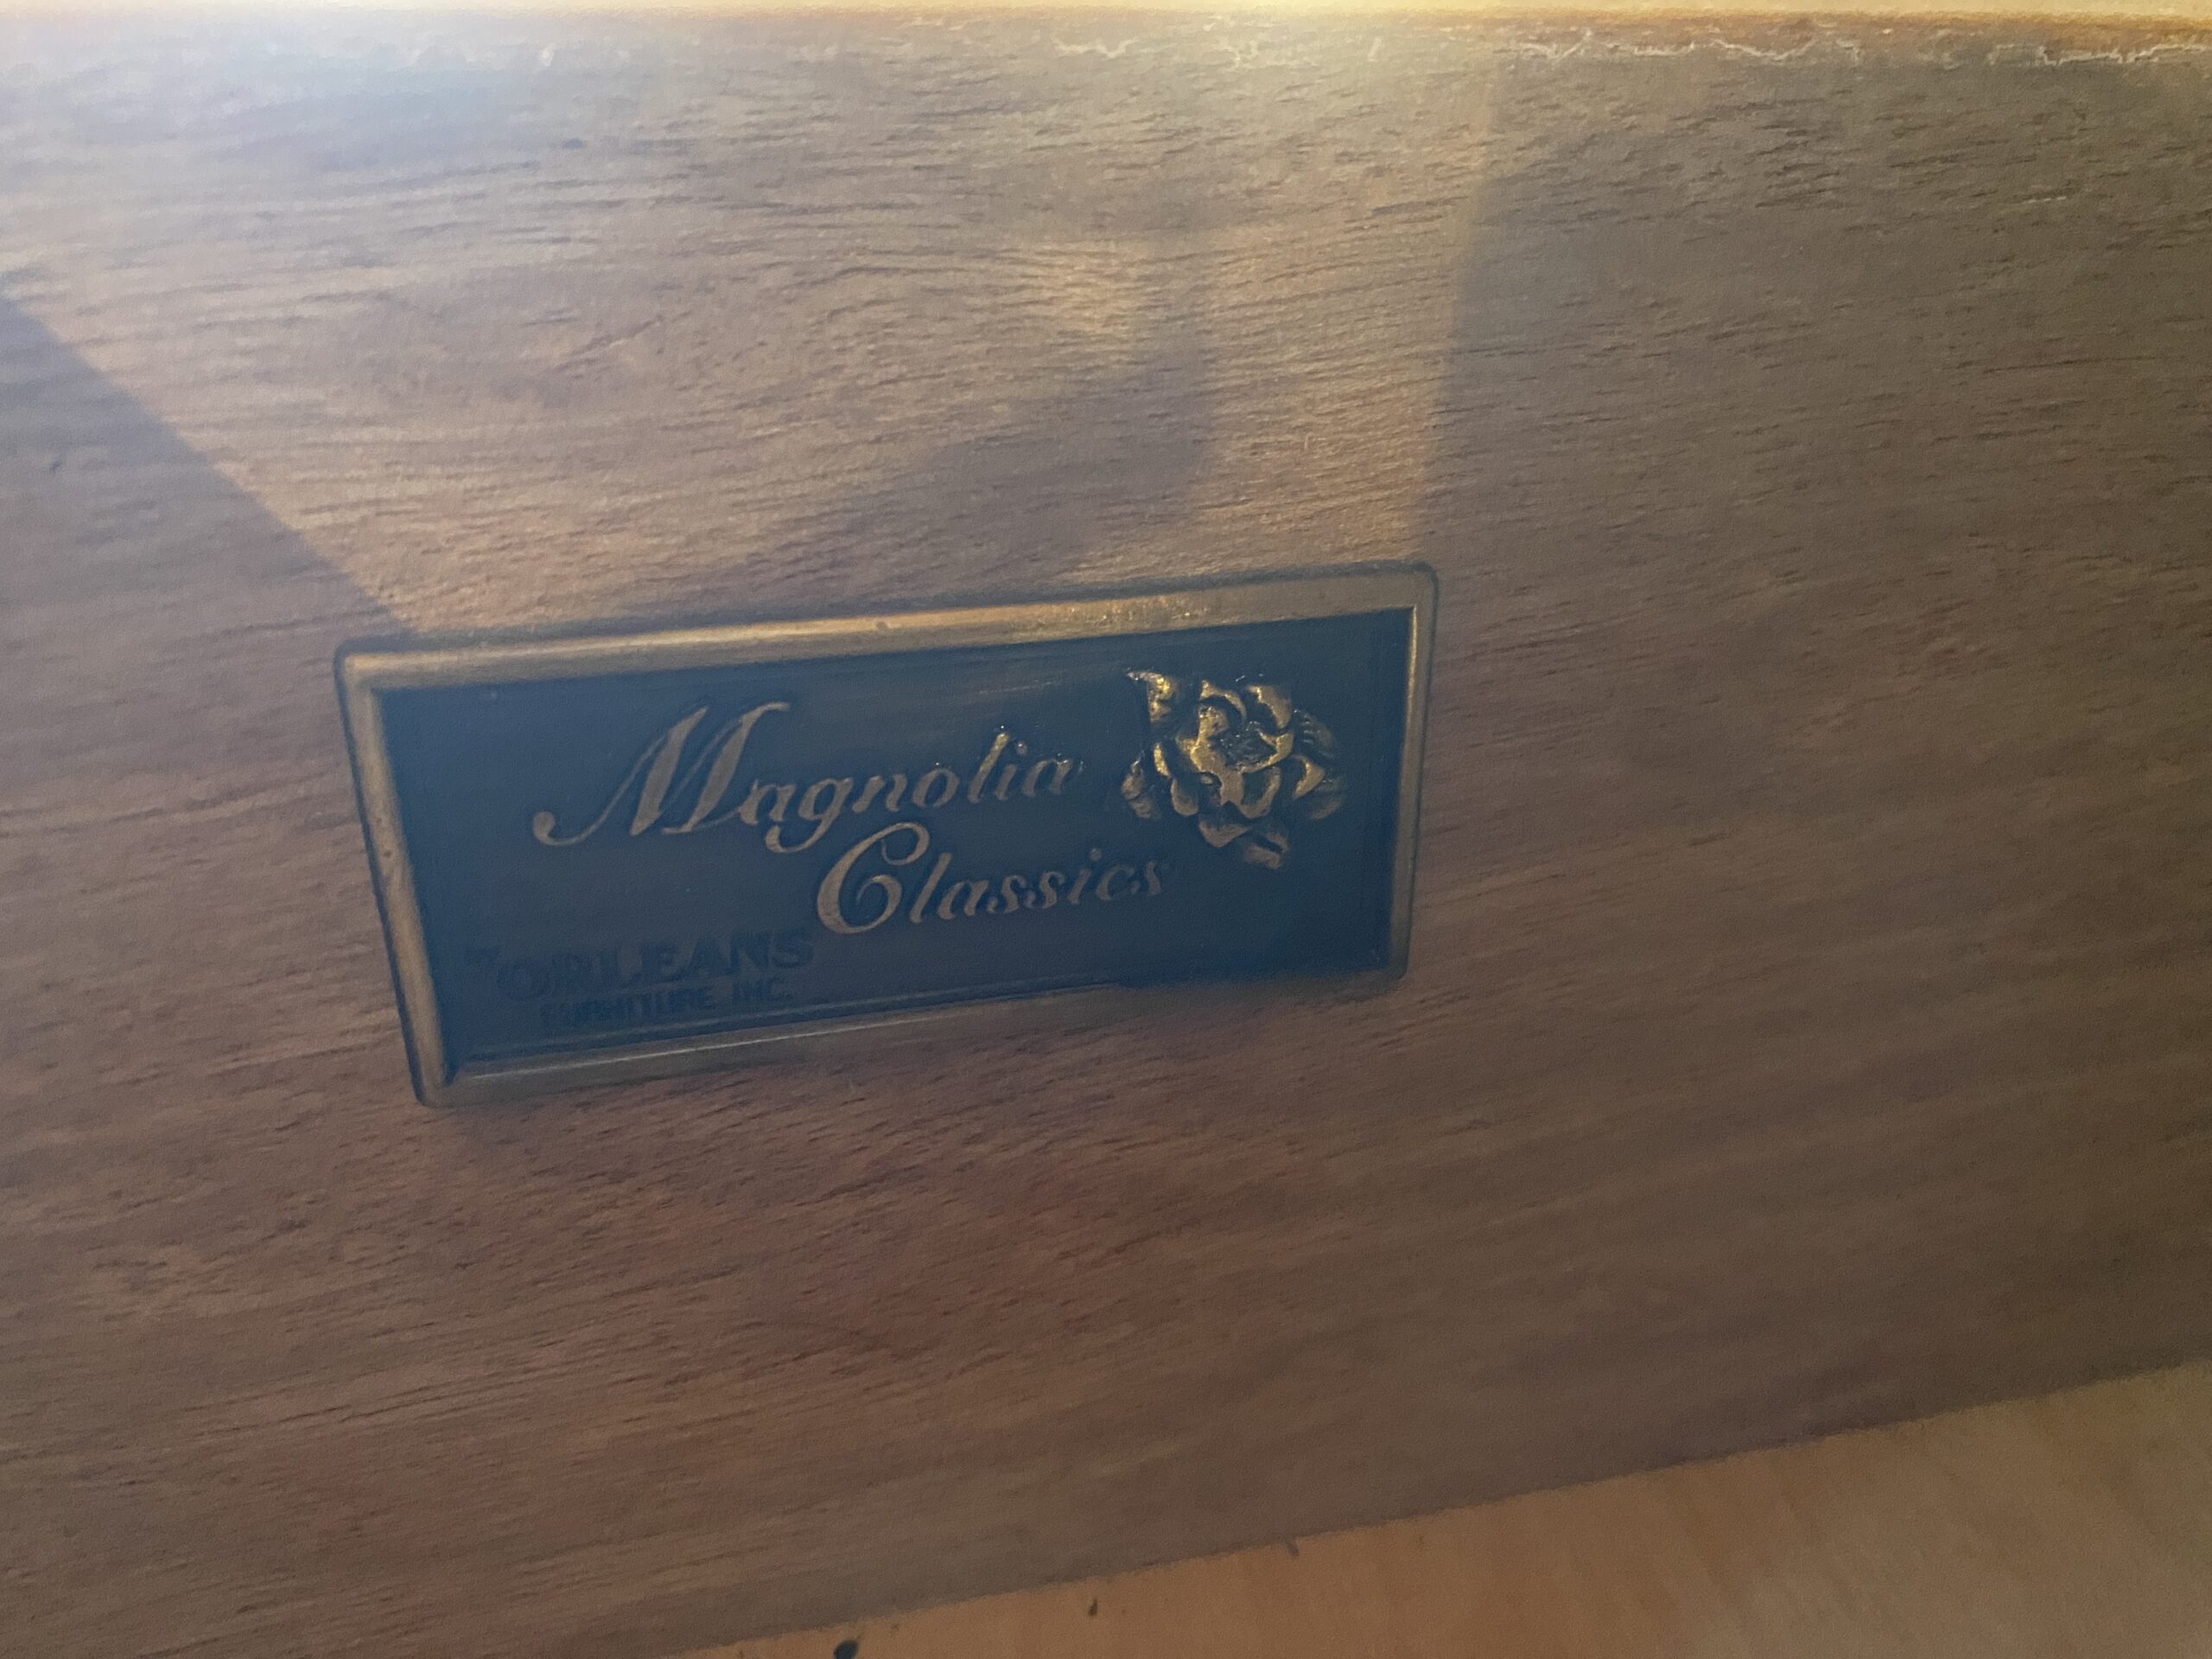 Magnolia
Classics
ORLEANS
FURNITURE, INC.